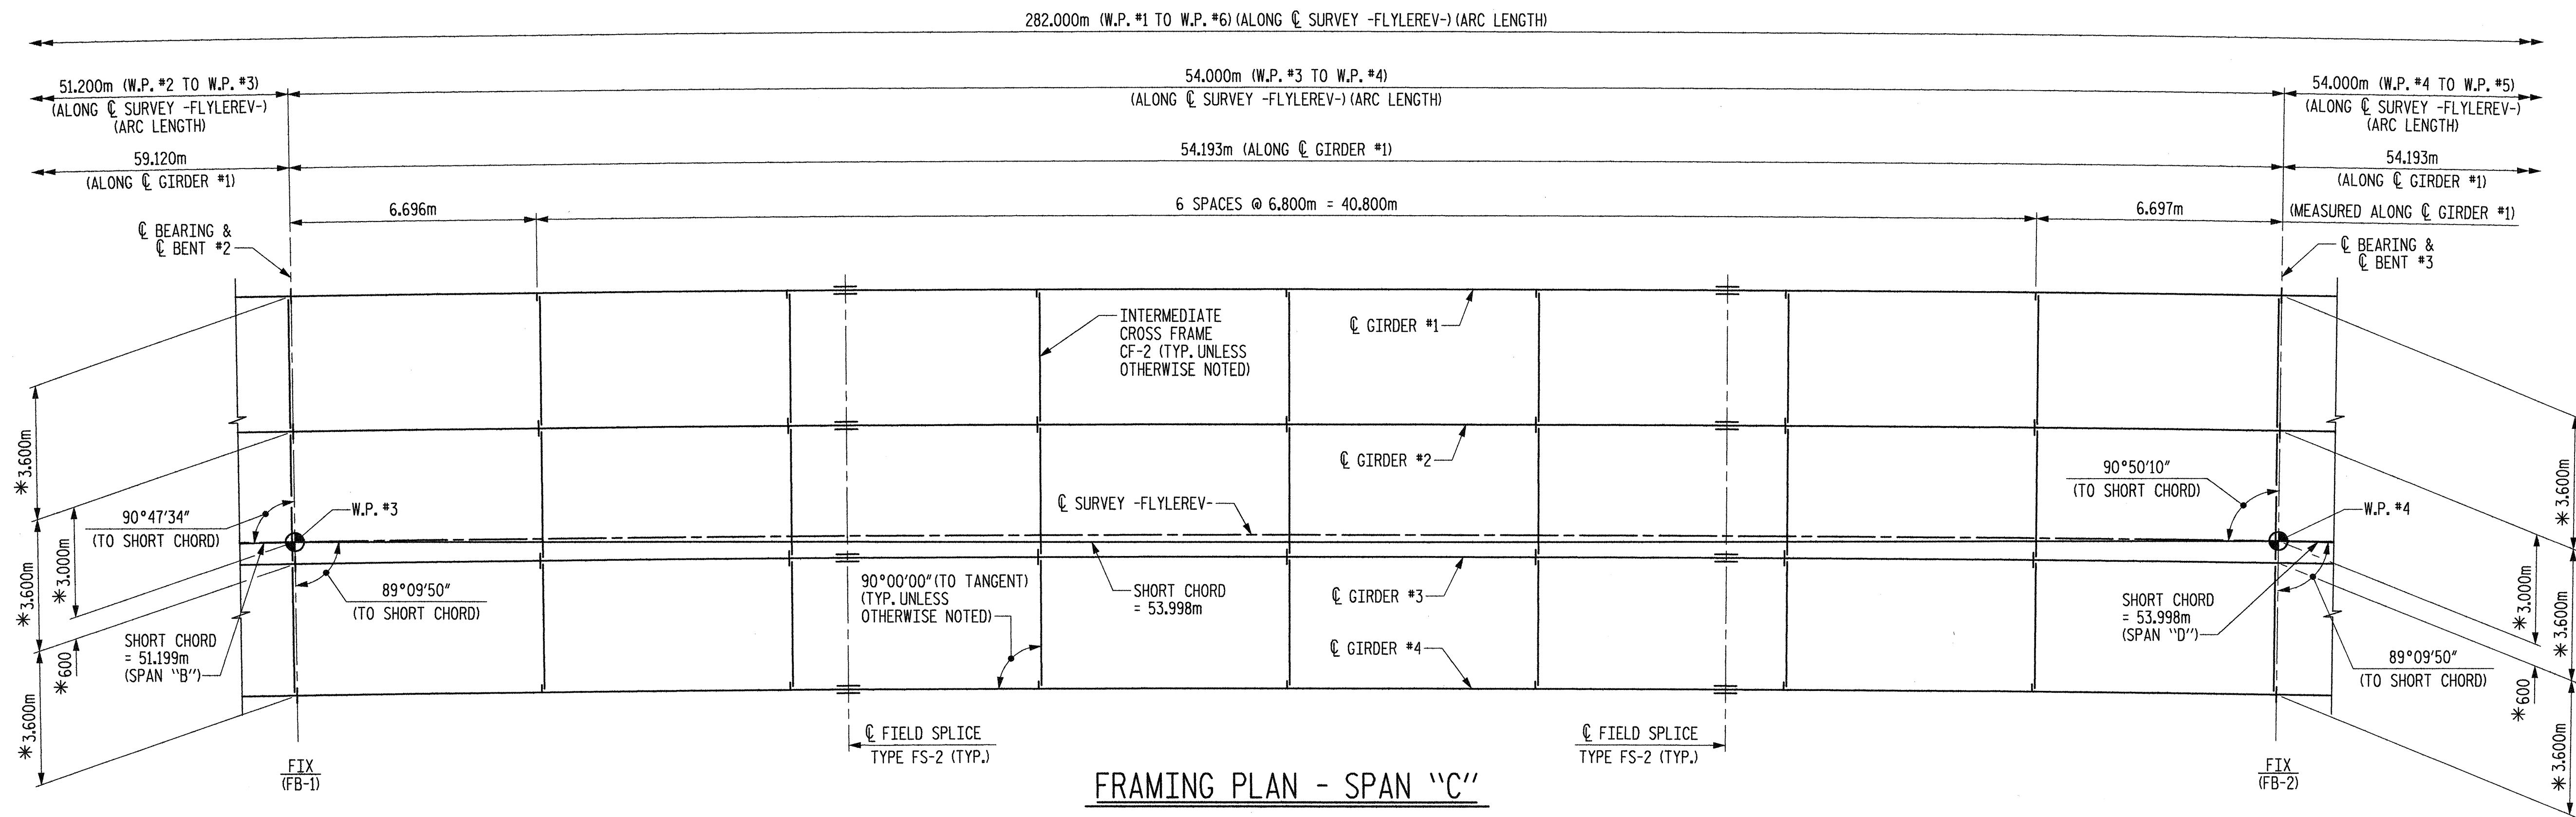 282.000m (W.P. #1 TO W.P. #6) (ALONG ℄ SURVEY -FLYLEREV-) (ARC LENGTH)
51.200m (W.P. #2 TO W.P. #3)
(ALONG ℄ SURVEY -FLYLEREV-)
(ARC LENGTH)
54.000m (W.P. #3 TO W.P. #4)
(ALONG ℄ SURVEY -FLYLEREV-) (ARC LENGTH)
54.000m (W.P. #4 TO W.P. #5)
(ALONG ℄ SURVEY -FLYLEREV-)
(ARC LENGTH)
59.120m
(ALONG ℄ GIRDER #1)
54.193m (ALONG ℄ GIRDER #1)
54.193m
(ALONG ℄ GIRDER #1)
6.696m
6 SPACES @ 6.800m = 40.800m
6.697m
(MEASURED ALONG ℄ GIRDER #1)
℄ BEARING &
℄ BENT #2
℄ BEARING &
℄ BENT #3
INTERMEDIATE
CROSS FRAME
CF-2 (TYP. UNLESS
OTHERWISE NOTED)
℄ GIRDER #1
℄ GIRDER #2
*3.600m
*3.600m
*3.600m
*3.000m
*600
90°47'34"
(TO SHORT CHORD)
W.P. #3
℄ SURVEY -FLYLEREV-
90°50'10"
(TO SHORT CHORD)
W.P. #4
89°09'50"
(TO SHORT CHORD)
90°00'00" (TO TANGENT)
(TYP. UNLESS
OTHERWISE NOTED)
SHORT CHORD
= 53.998m
℄ GIRDER #3
℄ GIRDER #4
SHORT CHORD
= 51.199m
(SPAN "B")
SHORT CHORD
= 53.998m
(SPAN "D")
89°09'50"
(TO SHORT CHORD)
*3.600m
*3.600m
*3.600m
*3.000m
*600
℄ FIELD SPLICE
TYPE FS-2 (TYP.)
℄ FIELD SPLICE
TYPE FS-2 (TYP.)
FIX
(FB-1)
FIX
(FB-2)
FRAMING PLAN - SPAN "C"